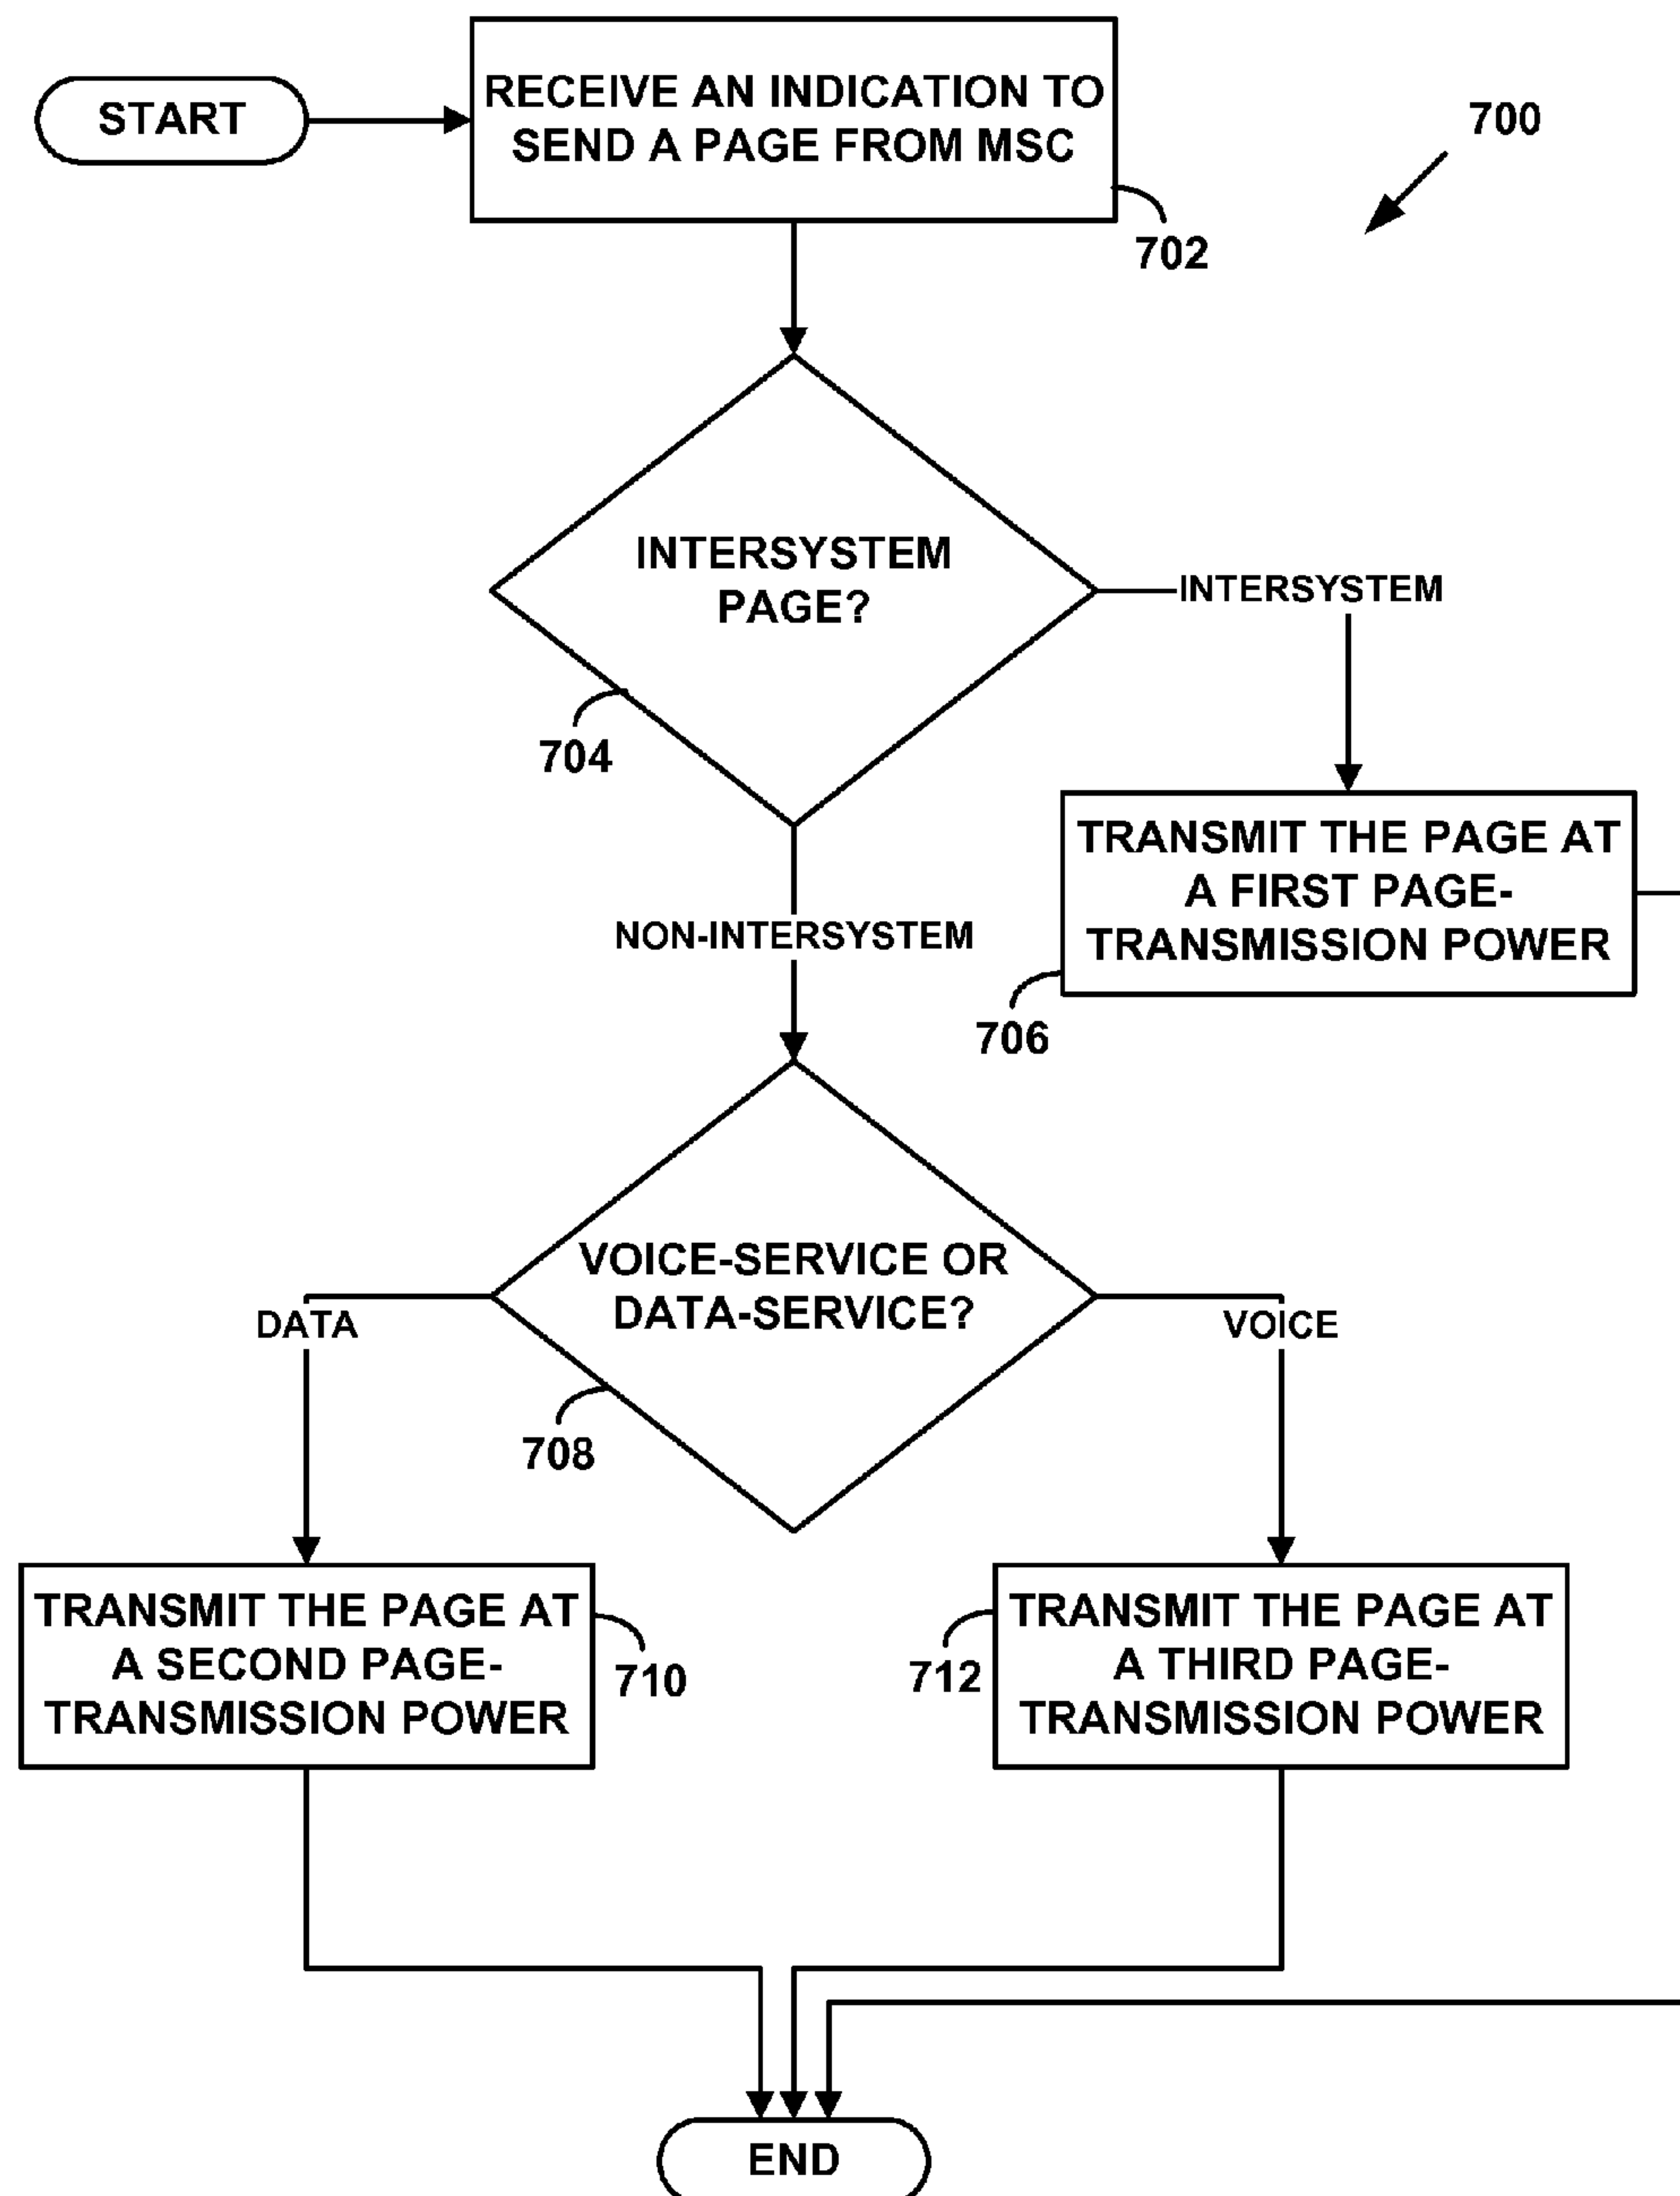 START
RECEIVE AN INDICATION TO
SEND A PAGE FROM MSC
700
702
INTERSYSTEM
PAGE?
INTERSYSTEM
704
TRANSMIT THE PAGE AT
A FIRST PAGE-
TRANSMISSION POWER
NON-INTERSYSTEM
706
VOICE-SERVICE OR
DATA-SERVICE?
DATA
VOICE
708
TRANSMIT THE PAGE AT
A SECOND PAGE-
TRANSMISSION POWER
710
712
TRANSMIT THE PAGE AT
A THIRD PAGE-
TRANSMISSION POWER
END